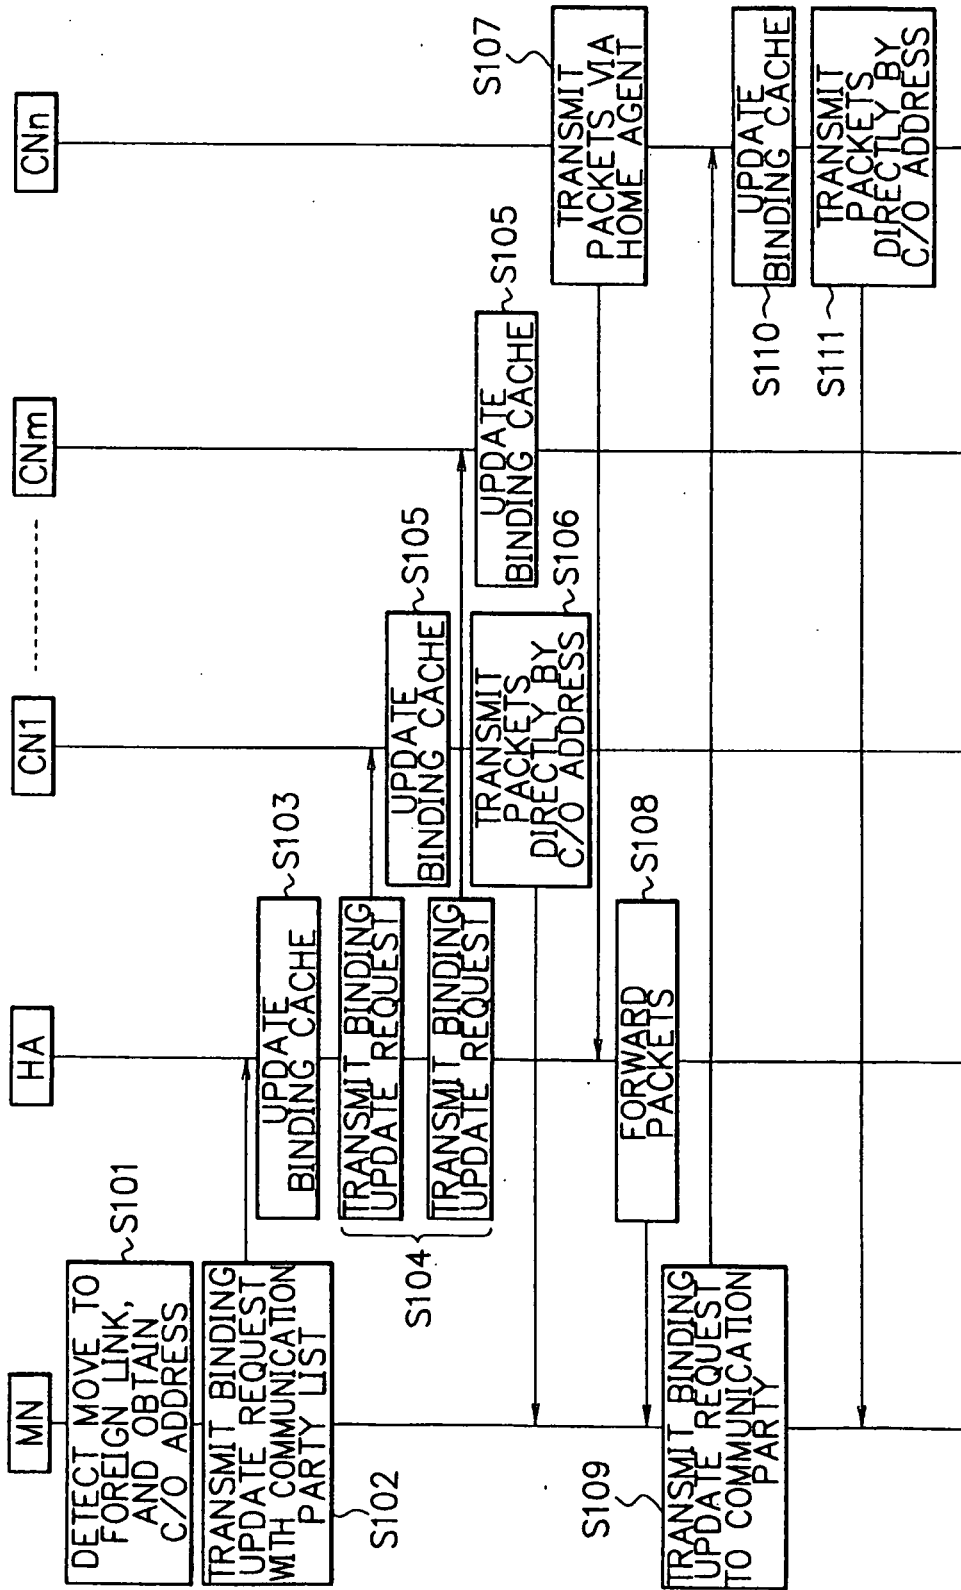 MN
HA
CN1
CNm
CNn
DETECT MOVE TO
FOREIGN LINK,
AND OBTAIN
C/O ADDRESS
S101
TRANSMIT BINDING
UPDATE REQUEST
WITH COMMUNICATION
PARTY LIST
S102
UPDATE
BINDING CACHE
S103
TRANSMIT BINDING
UPDATE REQUEST
TRANSMIT BINDING
UPDATE REQUEST
S104
UPDATE
BINDING CACHE
S105
UPDATE
BINDING CACHE
S105
TRANSMIT
PACKETS
DIRECTLY BY
C/O ADDRESS
S106
TRANSMIT
PACKETS VIA
HOME AGENT
S107
FORWARD
PACKETS
S108
TRANSMIT BINDING
UPDATE REQUEST
TO COMMUNICATION
PARTY
S109
UPDATE
BINDING CACHE
S110
TRANSMIT
PACKETS
DIRECTLY BY
C/O ADDRESS
S111